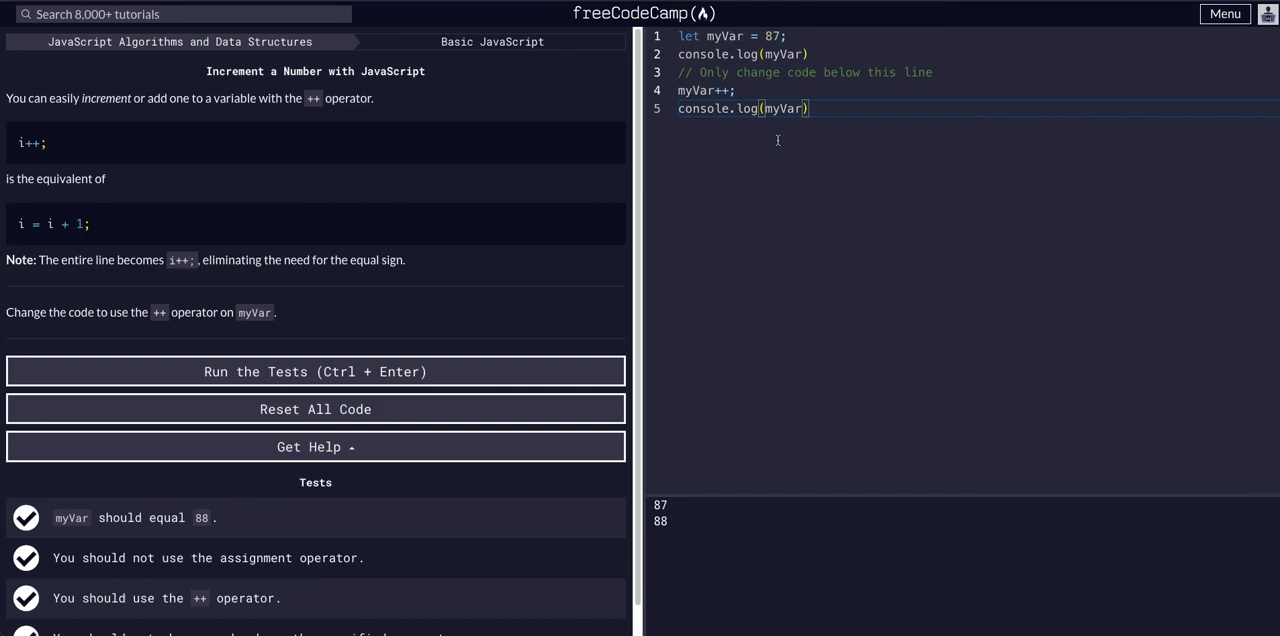 Search 8,000+ tutorials
freeCodeCamp
Menu
JavaScript Algorithms and Data Structures
Basic JavaScript
Increment a Number with JavaScript
You can easily increment or add one to a variable with the ++ operator.
i++;
is the equivalent of
i = i + 1;
Note: The entire line becomes i++;, eliminating the need for the equal sign.
Change the code to use the ++ operator on myVar.
Run the Tests (Ctrl + Enter)
Reset All Code
Get Help
Tests
myVar should equal 88.
You should not use the assignment operator.
You should use the ++ operator.
1 let myVar = 87;
2 console.log(myVar)
3 // Only change code below this line
4 myVar++;
5 console.log(myVar)
87
88